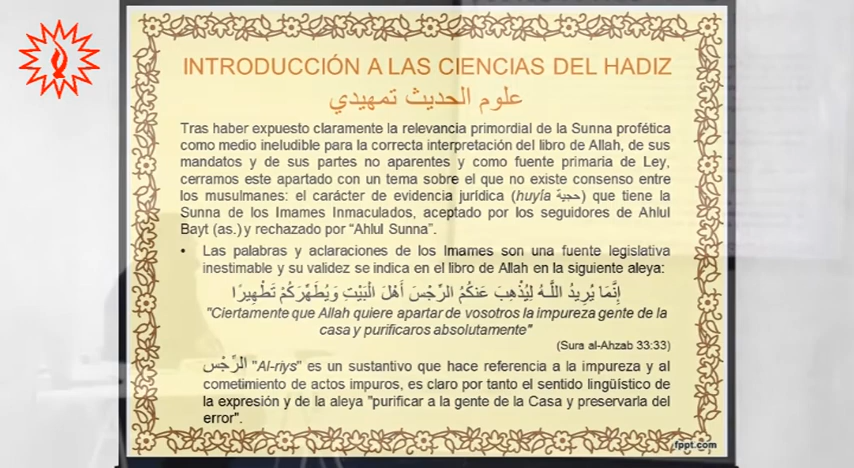 INTRODUCCIÓN A LAS CIENCIAS DEL HADIZ
علوم الحديث تمهيدي
Tras haber expuesto claramente la relevancia primordial de la Sunna profética
como medio ineludible para la correcta interpretación del libro de Allah, de sus
mandatos y de sus partes no aparentes y como fuente primaria de Ley,
cerramos este apartado con un tema sobre el que no existe consenso entre
los musulmanes: el carácter de evidencia jurídica (huyía حجية) que tiene la
Sunna de los Imames Inmaculados, aceptado por los seguidores de Ahlul
Bayt (as.) y rechazado por “Ahlul Sunna”.
• Las palabras y aclaraciones de los Imames son una fuente legislativa
inestimable y su validez se indica en el libro de Allah en la siguiente aleya:
إِنَّمَا يُرِيدُ اللَّـهُ لِيُذْهِبَ عَنكُمُ الرِّجْسَ أَهْلَ الْبَيْتِ وَيُطَهِّرَكُمْ تَطْهِيرًا
"Ciertamente que Allah quiere apartar de vosotros la impureza gente de la
casa y purificaros absolutamente"
(Sura al-Ahzab 33:33)
الرِّجْس "Al-riys" es un sustantivo que hace referencia a la impureza y al
cometimiento de actos impuros, es claro por tanto el sentido lingüístico de
la expresión y de la aleya "purificar a la gente de la Casa y preservarla del
error".
fppt.com